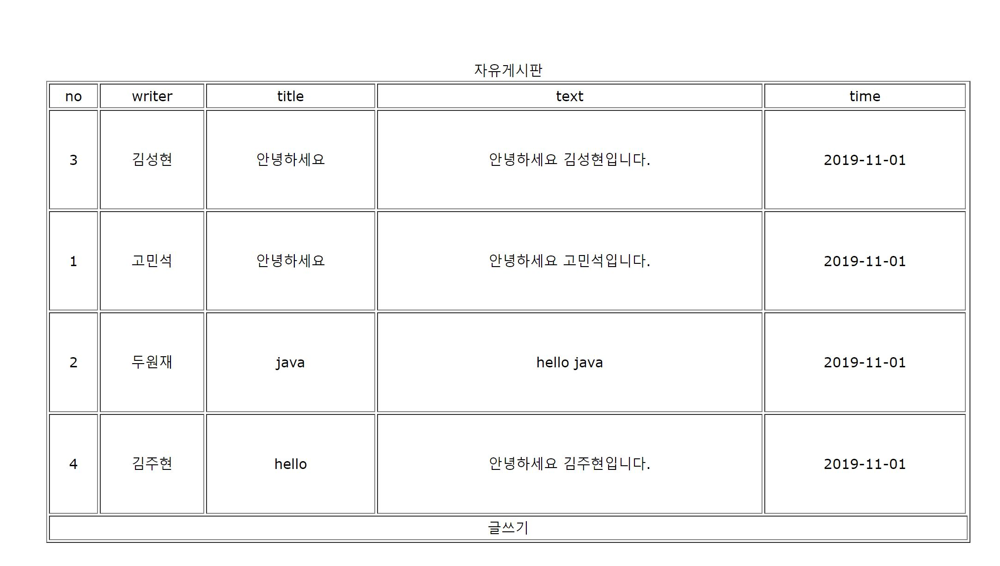 자유게시판
no writer title text time
3 김성현 안녕하세요 안녕하세요 김성현입니다. 2019-11-01
1 고민석 안녕하세요 안녕하세요 고민석입니다. 2019-11-01
2 두원재 java hello java 2019-11-01
4 김주현 hello 안녕하세요 김주현입니다. 2019-11-01
글쓰기